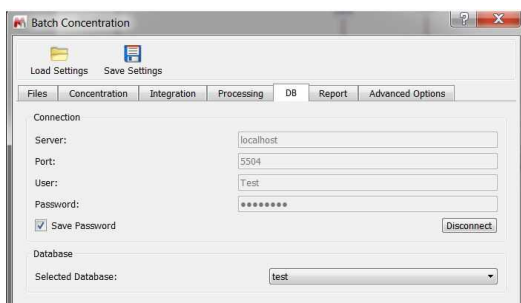 Batch Concentration
Load Settings Save Settings
Files Concentration Integration Processing DB Report Advanced Options
Connection
Server: localhost
Port: 5504
User: Test
Password: ●●●●●●●●
Save Password Disconnect
Database
Selected Database: test